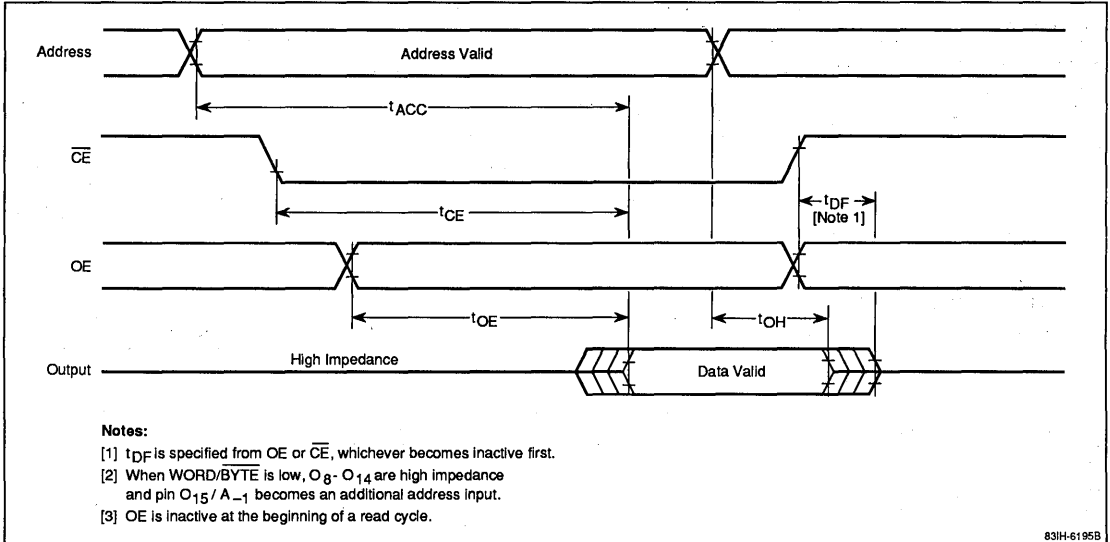 Address
Address Valid
tACC
CE
tCE
tDF
[Note 1]
OE
tOE
tOH
Output
High Impedance
Data Valid
Notes:
[1] tDF is specified from OE or CE, whichever becomes inactive first.
[2] When WORD/BYTE is low, O8- O14 are high impedance
and pin O15/ A–1 becomes an additional address input.
[3] OE is inactive at the beginning of a read cycle.
83IH-6195B